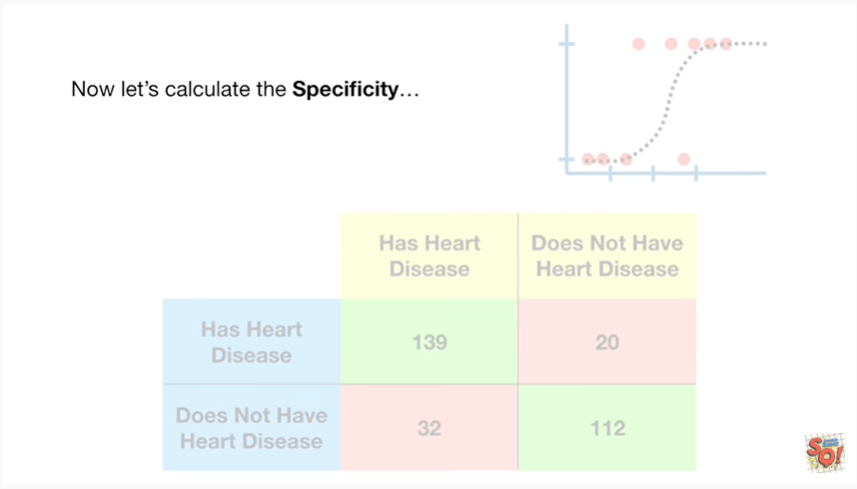 Now let's calculate the Specificity…
Has Heart
Disease
Does Not Have
Heart Disease
Has Heart
Disease
139
20
Does Not Have
Heart Disease
32
112
SQ!